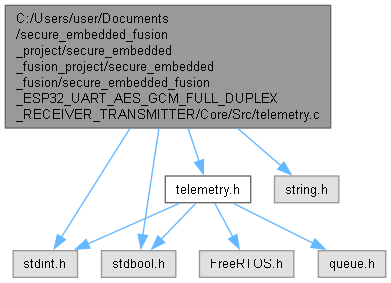 C:/Users/user/Documents
/secure_embedded_fusion
_project/secure_embedded
_fusion_project/secure_embedded
_fusion/secure_embedded_fusion
_ESP32_UART_AES_GCM_FULL_DUPLEX
_RECEIVER_TRANSMITTER/Core/Src/telemetry.c
telemetry.h
string.h
stdint.h
stdbool.h
FreeRTOS.h
queue.h